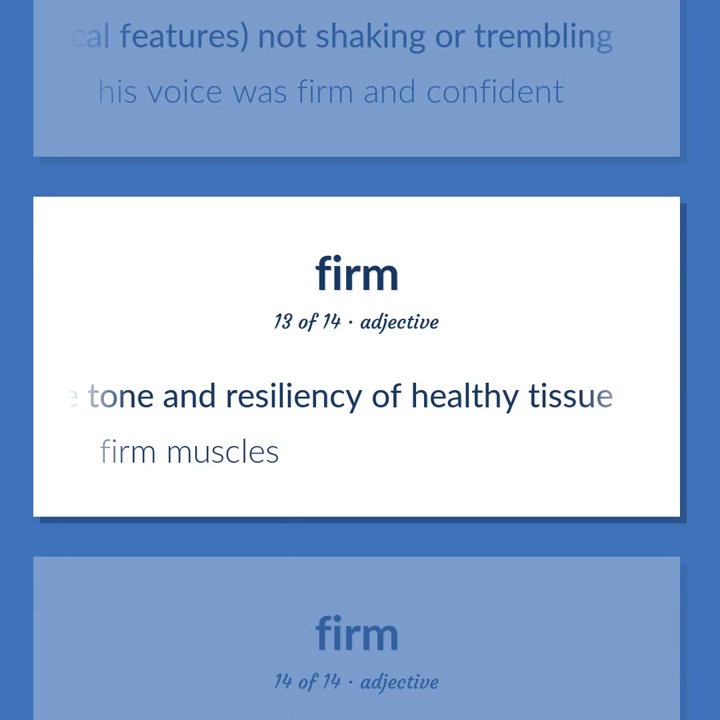 features) not shaking or trembling
his voice was firm and confident
firm
13 of 14 · adjective
tone and resiliency of healthy tissue
firm muscles
firm
14 of 14 · adjective